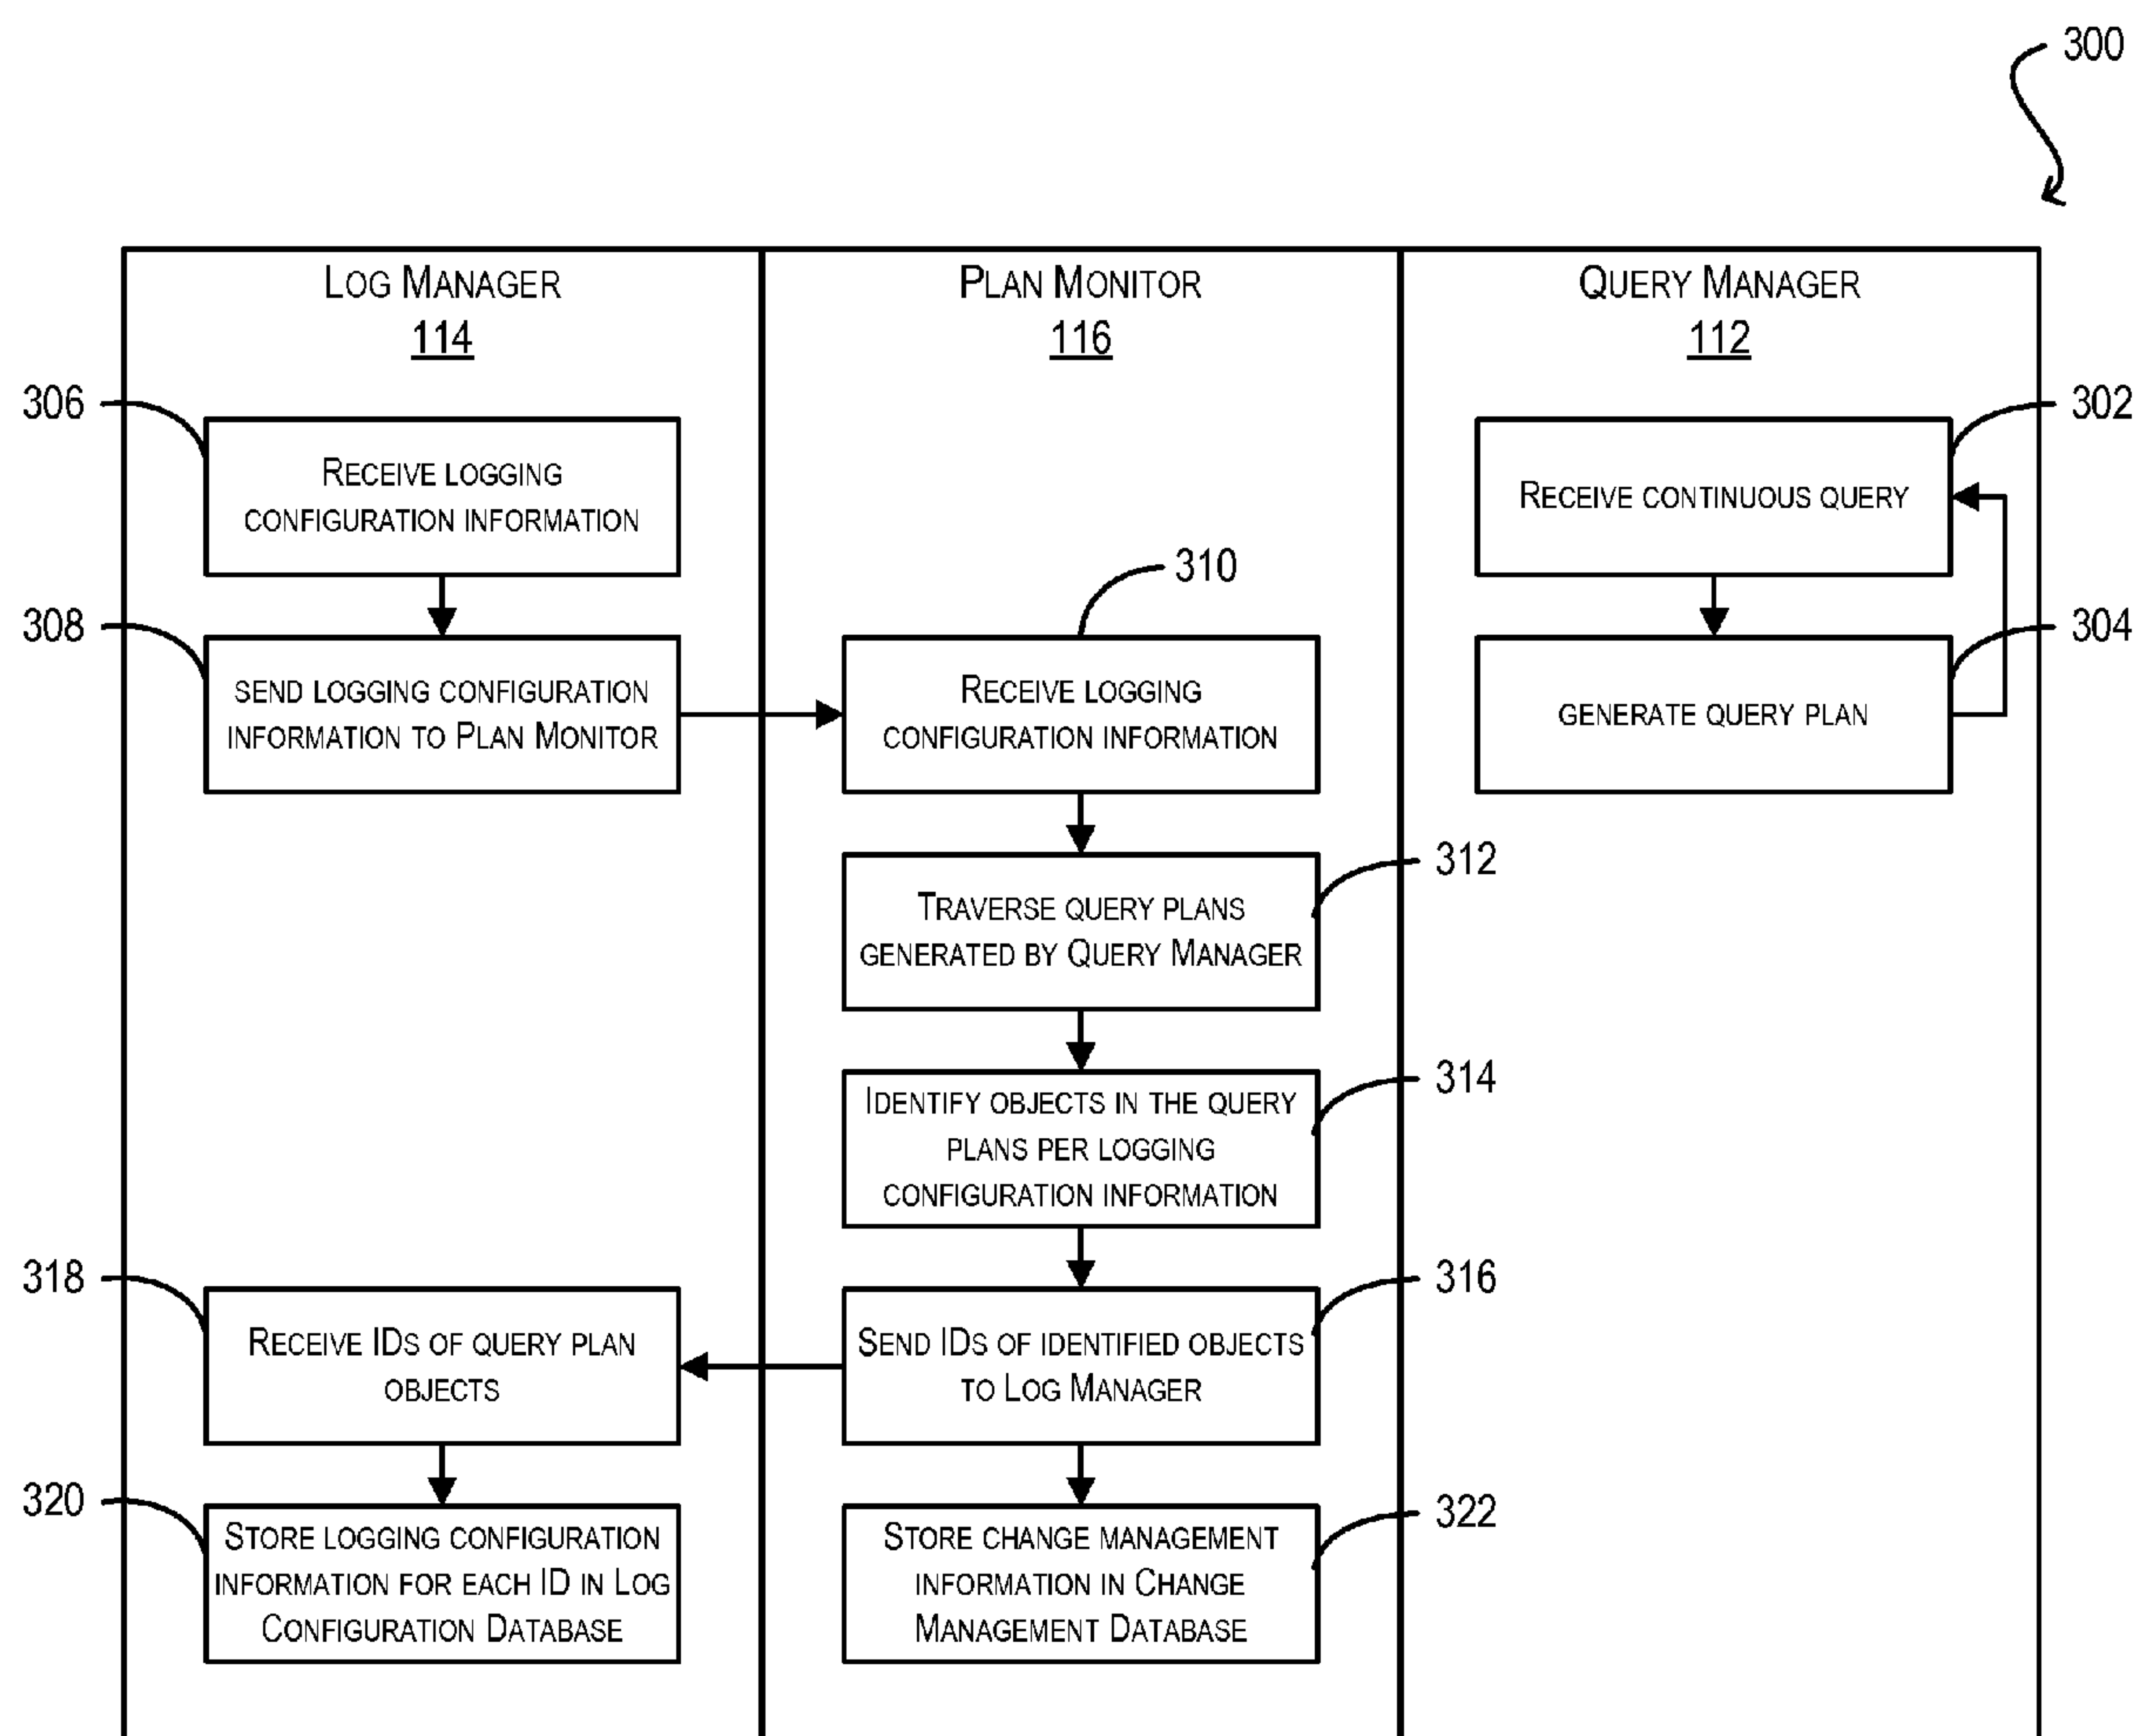 300
LOG MANAGER
114
PLAN MONITOR
116
QUERY MANAGER
112
306
RECEIVE LOGGING
CONFIGURATION INFORMATION
308
SEND LOGGING CONFIGURATION
INFORMATION TO PLAN MONITOR
310
RECEIVE LOGGING
CONFIGURATION INFORMATION
302
RECEIVE CONTINUOUS QUERY
304
GENERATE QUERY PLAN
312
TRAVERSE QUERY PLANS
GENERATED BY QUERY MANAGER
314
IDENTIFY OBJECTS IN THE QUERY
PLANS PER LOGGING
CONFIGURATION INFORMATION
316
SEND IDS OF IDENTIFIED OBJECTS
TO LOG MANAGER
318
RECEIVE IDS OF QUERY PLAN
OBJECTS
320
STORE LOGGING CONFIGURATION
INFORMATION FOR EACH ID IN LOG
CONFIGURATION DATABASE
322
STORE CHANGE MANAGEMENT
INFORMATION IN CHANGE
MANAGEMENT DATABASE